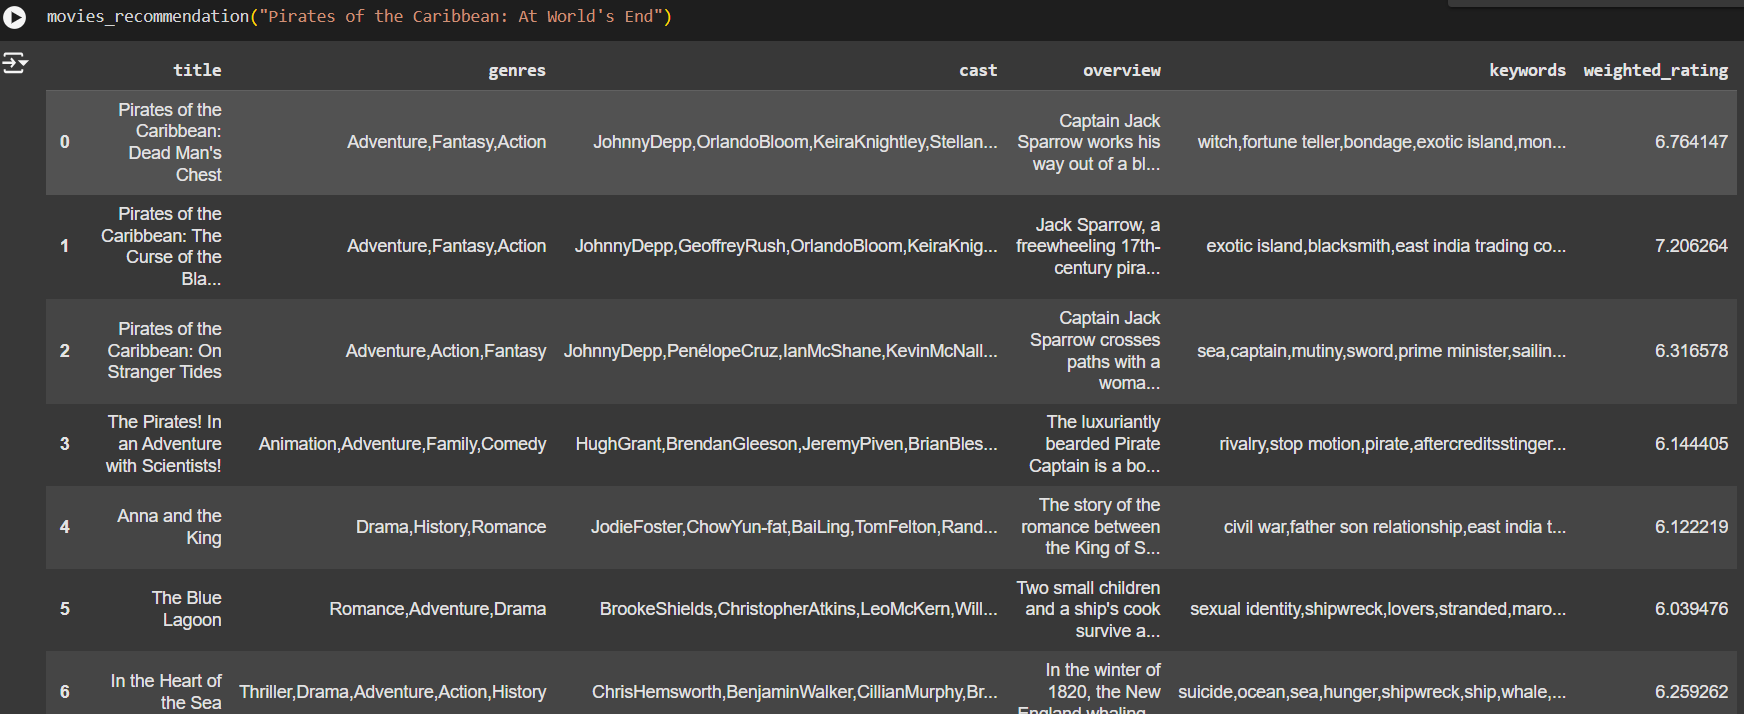 movies_recommendation("Pirates of the Caribbean: At World's End")
title genres cast overview keywords weighted_rating
0 Pirates of the Caribbean: Dead Man's Chest Adventure,Fantasy,Action JohnnyDepp,OrlandoBloom,KeiraKnightley,Stellan... Captain Jack Sparrow works his way out of a bl... witch,fortune teller,bondage,exotic island,mon... 6.764147
1 Pirates of the Caribbean: The Curse of the Bla... Adventure,Fantasy,Action JohnnyDepp,GeoffreyRush,OrlandoBloom,KeiraKnig... Jack Sparrow, a freewheeling 17th-century pira... exotic island,blacksmith,east india trading co... 7.206264
2 Pirates of the Caribbean: On Stranger Tides Adventure,Action,Fantasy JohnnyDepp,PenélopeCruz,IanMcShane,KevinMcNall... Captain Jack Sparrow crosses paths with a woma... sea,captain,mutiny,sword,prime minister,sailin... 6.316578
3 The Pirates! In an Adventure with Scientists! Animation,Adventure,Family,Comedy HughGrant,BrendanGleeson,JeremyPiven,BrianBles... The luxuriantly bearded Pirate Captain is a bo... rivalry,stop motion,pirate,aftercreditsstinger... 6.144405
4 Anna and the King Drama,History,Romance JodieFoster,ChowYun-fat,BaiLing,TomFelton,Rand... The story of the romance between the King of S... civil war,father son relationship,east india t... 6.122219
5 The Blue Lagoon Romance,Adventure,Drama BrookeShields,ChristopherAtkins,LeoMcKern,Will... Two small children and a ship's cook survive a... sexual identity,shipwreck,lovers,stranded,maro... 6.039476
6 In the Heart of the Sea Thriller,Drama,Adventure,Action,History ChrisHemsworth,BenjaminWalker,CillianMurphy,Br... In the winter of 1820, the New England whaling... suicide,ocean,sea,hunger,shipwreck,ship,whale,... 6.259262